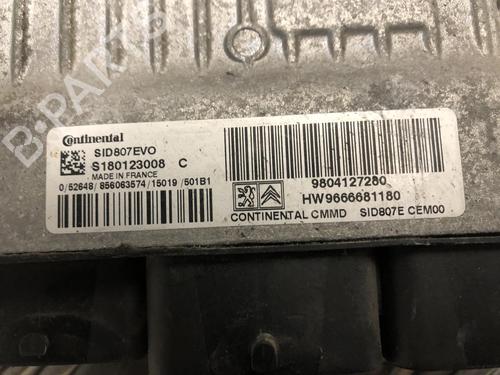 B-PARTS
Continental
SID807EVO
S180123008 C
MADE IN FRANCE
0/52648/856063574/15019/501B1
9804127280
HW9666681180
CONTINENTAL CMMD SID807E CEM00